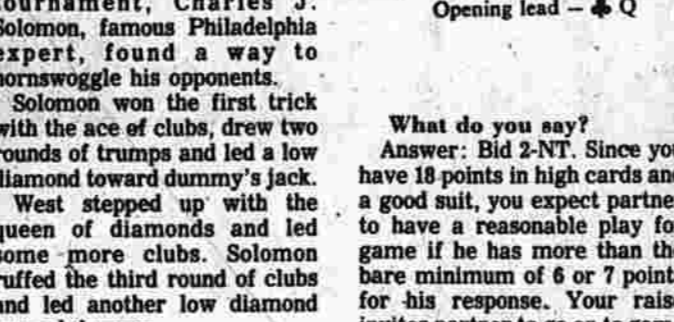 tournament, Charles J.
Solomon, famous Philadelphia
expert, found a way to
hornswoggle his opponents.
Solomon won the first trick
with the ace of clubs, drew two
rounds of trumps and led a low
diamond toward dummy's jack.
West stepped up with the
queen of diamonds and led
some more clubs. Solomon
ruffed the third round of clubs
and led another low diamond
Opening lead — ♣ Q
What do you say?
Answer: Bid 2-NT. Since you
have 18 points in high cards and
a good suit, you expect partner
to have a reasonable play for
game if he has more than the
bare minimum of 6 or 7 points
for his response. Your raise